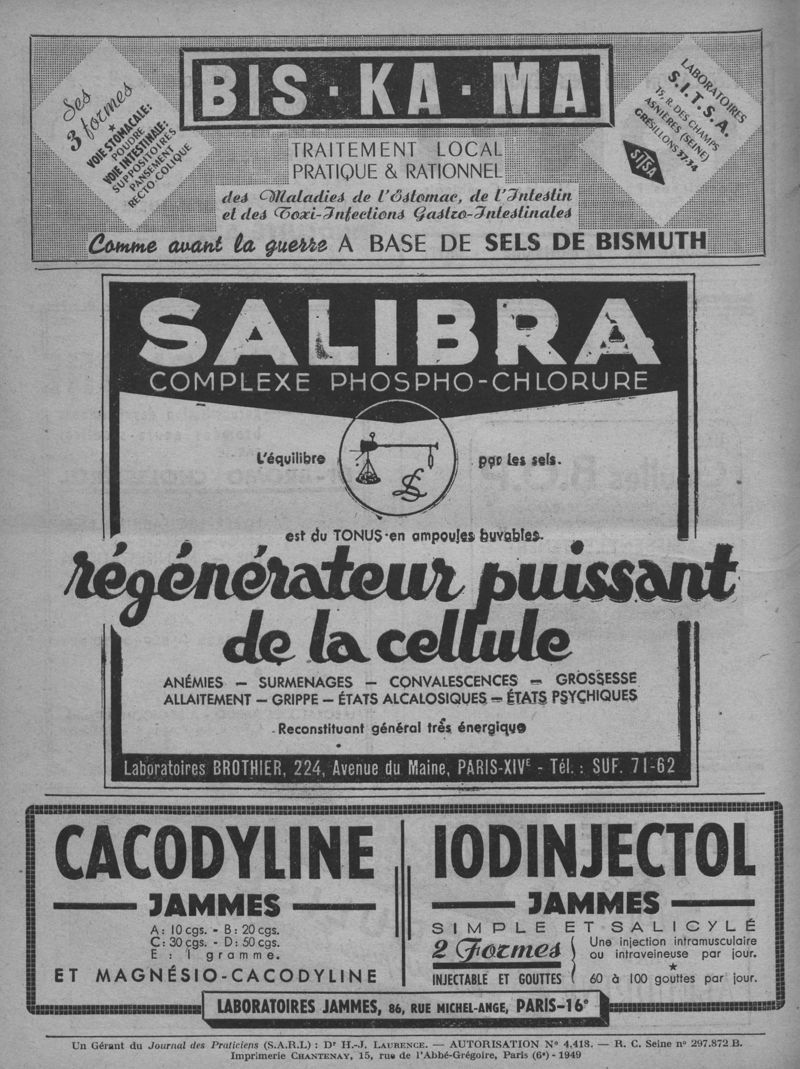 Ses
3 formes
★
VOIE STOMACALE:
POUDRE
VOIE INTESTINALE:
SUPPOSITOIRES
PANSEMENT
RECTO COLIQUE
BIS · KA · MA
LABORATOIRES
S.I.T.S.A.
15, R. DES CHAMPS
ASNIÈRES (SEINE)
GRÉSILLONS 37-34
SITSA
TRAITEMENT LOCAL
PRATIQUE & RATIONNEL
des Maladies de l'Estomac, de l'Intestin
et des Toxi-Infections Gastro-Intestinales
Comme avant la guerre A BASE DE SELS DE BISMUTH
SALIBRA
COMPLEXE PHOSPHO-CHLORURE
L'équilibre par les sels.
LS
est du TONUS en ampoules buvables.
régénérateur puissant
de la cellule
ANÉMIES — SURMENAGES — CONVALESCENCES — GROSSESSE
ALLAITEMENT — GRIPPE — ÉTATS ALCALOSIQUES — ÉTATS PSYCHIQUES
Reconstituant général très énergique
Laboratoires BROTHIER, 224, Avenue du Maine, PARIS-XIVE - Tél. : SUF. 71-62
CACODYLINE
JAMMES
A : 10 cgs. - B : 20 cgs.
C : 30 cgs. - D : 50 cgs.
E : 1 gramme.
ET MAGNÉSIO-CACODYLINE
IODINJECTOL
JAMMES
SIMPLE ET SALICYLÉ
2 Formes
INJECTABLE ET GOUTTES
Une injection intramusculaire
ou intraveineuse par jour.
★
60 à 100 gouttes par jour.
LABORATOIRES JAMMES, 86, RUE MICHEL-ANGE, PARIS-16e
Un Gérant du Journal des Praticiens (S.A.R.L) : Dr H.-J. LAURENCE. — AUTORISATION No 4.418. — R. C. Seine no 297.872 B.
Imprimerie CHANTENAY, 15, rue de l'Abbé-Grégoire, Paris (6e) - 1949